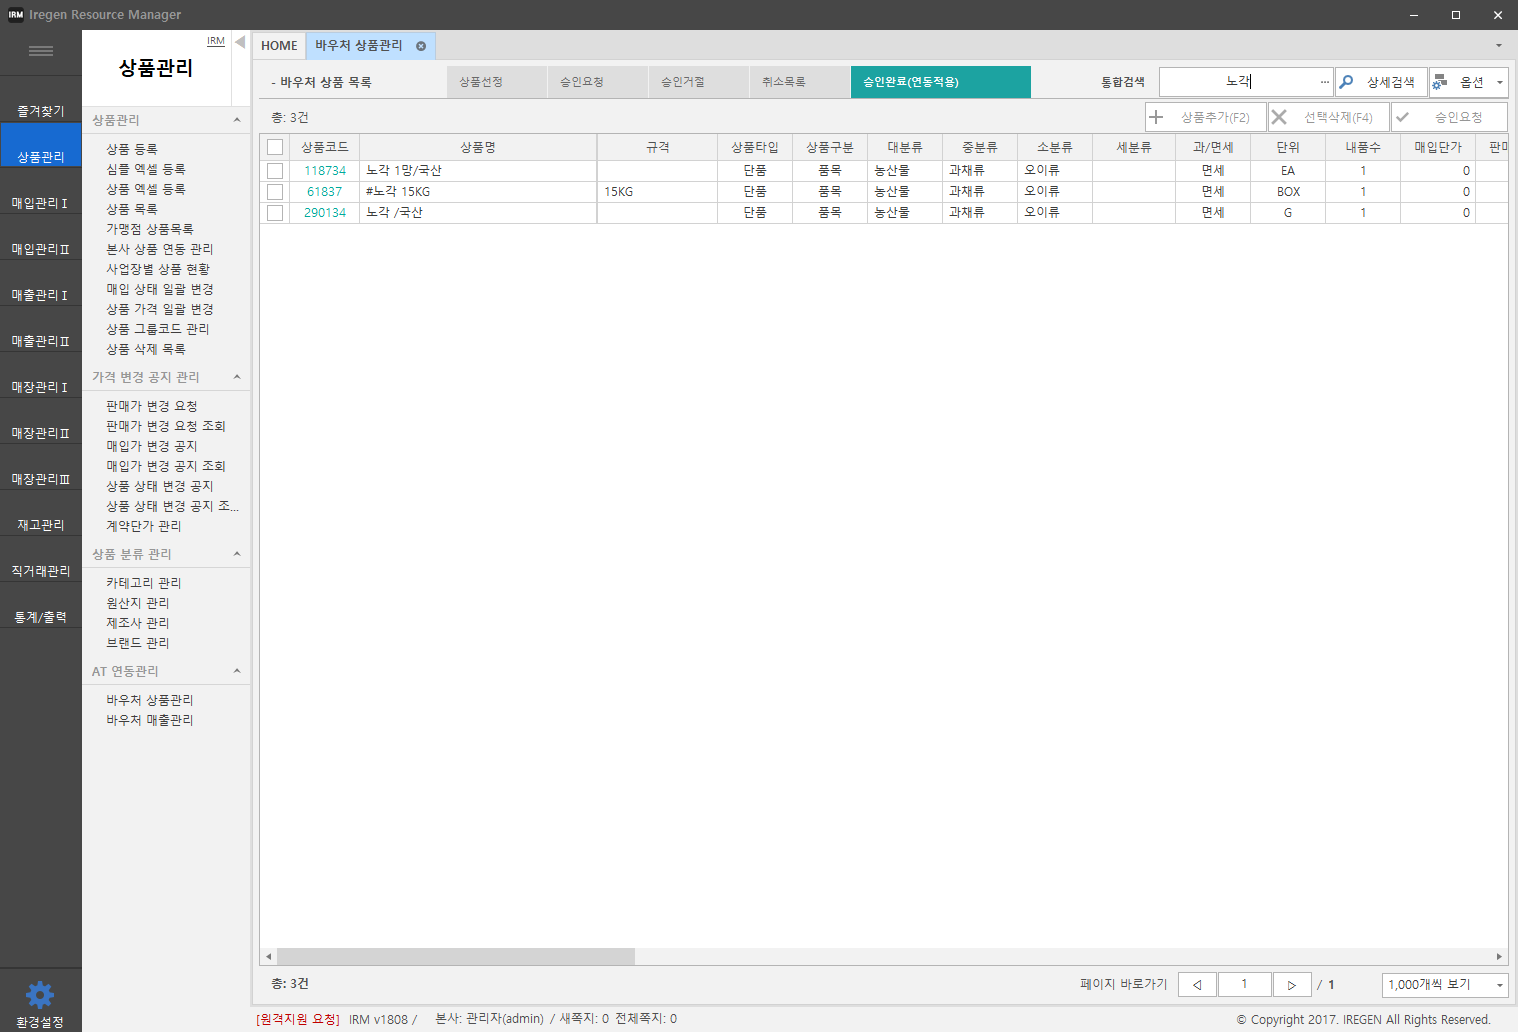 IRM Iregen Resource Manager
즐겨찾기
상품관리
매입관리Ⅰ
매입관리Ⅱ
매출관리Ⅰ
매출관리Ⅱ
매장관리Ⅰ
매장관리Ⅱ
매장관리Ⅲ
재고관리
직거래관리
통계/출력
환경설정
IRM
상품관리
상품관리
상품 등록
심플 엑셀 등록
상품 엑셀 등록
상품 목록
가맹점 상품목록
본사 상품 연동 관리
사업장별 상품 현황
매입 상태 일괄 변경
상품 가격 일괄 변경
상품 그룹코드 관리
상품 삭제 목록
가격 변경 공지 관리
판매가 변경 요청
판매가 변경 요청 조회
매입가 변경 공지
매입가 변경 공지 조회
상품 상태 변경 공지
상품 상태 변경 공지 조...
계약단가 관리
상품 분류 관리
카테고리 관리
원산지 관리
제조사 관리
브랜드 관리
AT 연동관리
바우처 상품관리
바우처 매출관리
HOME 바우처 상품관리
- 바우처 상품 목록 상품선정 승인요청 승인거절 취소목록 승인완료(연동적용) 통합검색 노각 ... 상세검색 옵션
총: 3건 상품추가(F2) 선택삭제(F4) 승인요청
상품코드 상품명 규격 상품타입 상품구분 대분류 중분류 소분류 세분류 과/면세 단위 내품수 매입단가 판매
118734 노각 1망/국산 단품 품목 농산물 과채류 오이류 면세 EA 1 0
61837 #노각 15KG 15KG 단품 품목 농산물 과채류 오이류 면세 BOX 1 0
290134 노각 /국산 단품 품목 농산물 과채류 오이류 면세 G 1 0
총: 3건 페이지 바로가기 1 / 1 1,000개씩 보기
[원격지원 요청] IRM v1808 / 본사: 관리자(admin) / 새쪽지: 0 전체쪽지: 0 © Copyright 2017. IREGEN All Rights Reserved.